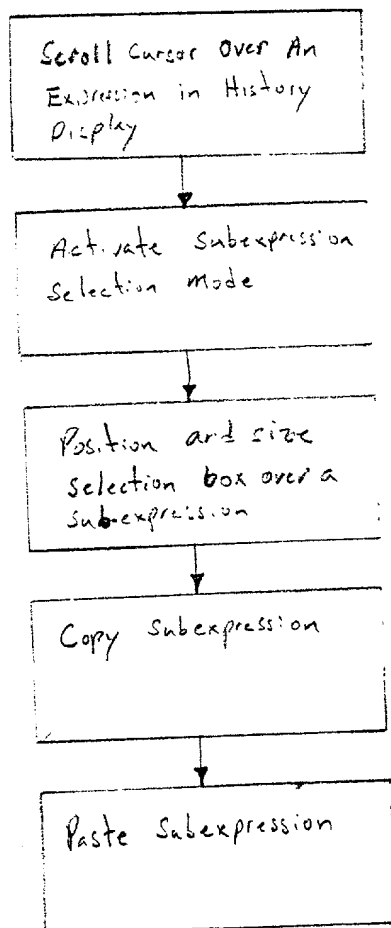 Scroll Cursor Over An
Expression in History
Display
Activate Subexpression
Selection Mode
Position and size
selection box over a
subexpression
Copy Subexpression
Paste Subexpression